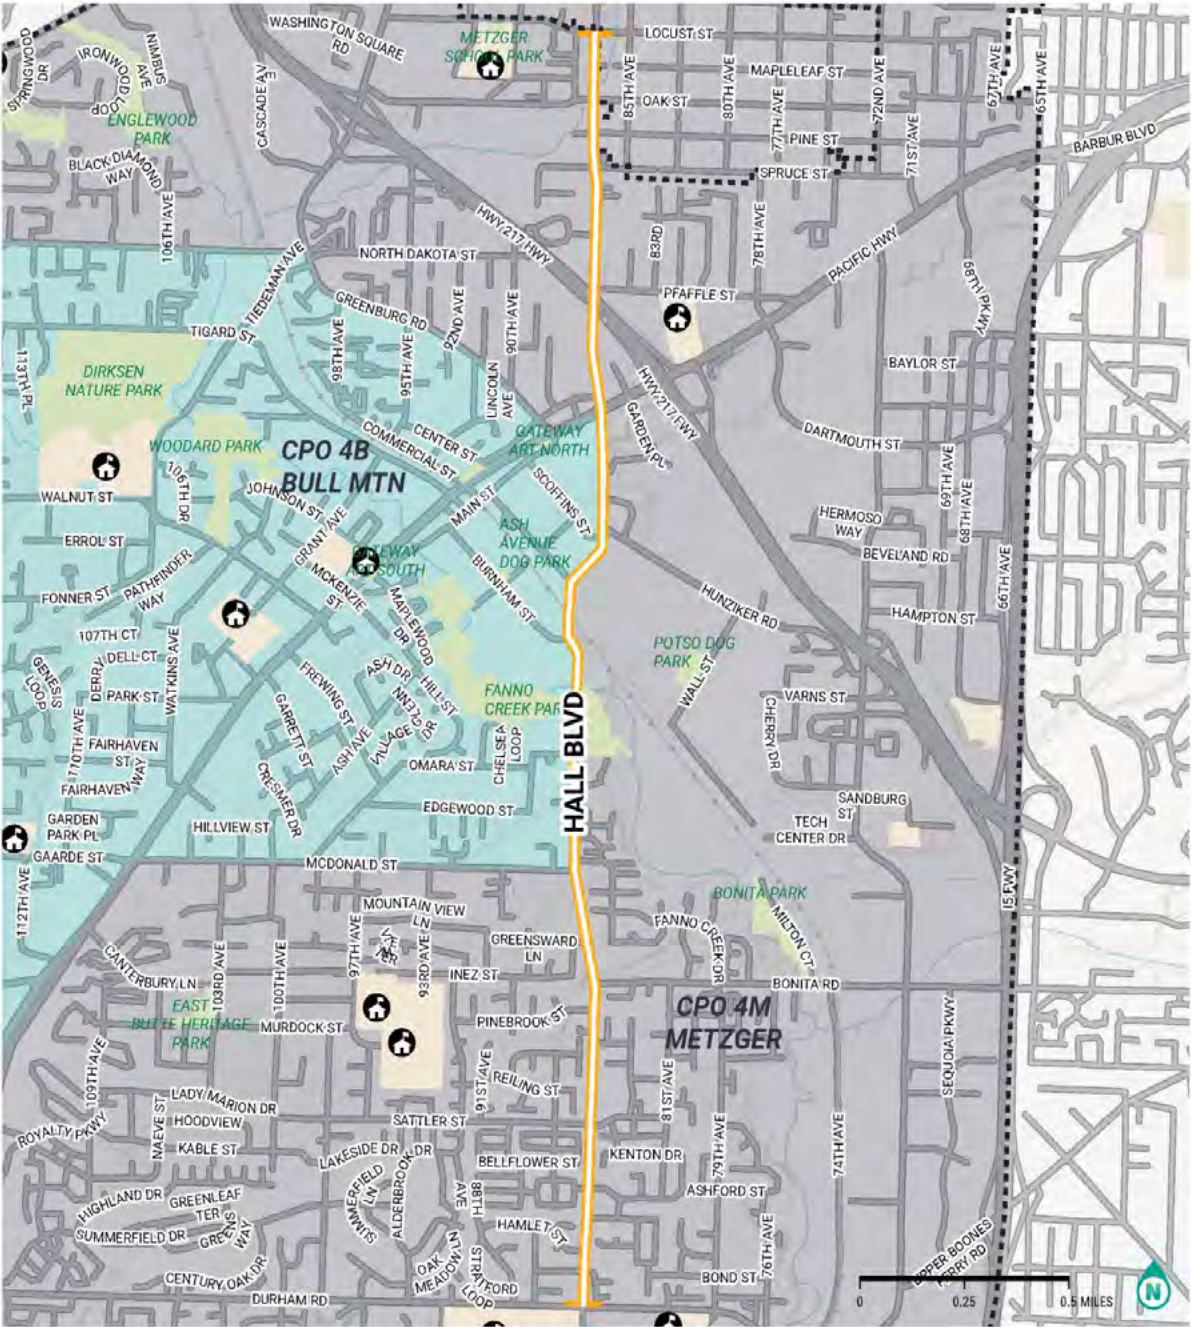 WASHINGTON SQUARE
RD
METZGER
SCHOOL PARK
LOCUST ST
MAPLELEAF ST
OAK ST
PINE ST
SPRUCE ST
85TH AVE
80TH AVE
77TH AVE
72ND AVE
71ST AVE
67TH AVE
65TH AVE
BARBUR BLVD
SPRINGWOOD
DR
IRONWOOD LOOP
NIMBUS
AVE
CASCADE AVE
ENGLEWOOD
PARK
BLACK DIAMOND
WAY
106TH AVE
HWY 217 HWY
83RD
78TH AVE
PACIFIC HWY
68TH PKWY
NORTH DAKOTA ST
TIEDEMAN AVE
PFAFFLE ST
GREENBURG RD
92ND AVE
90TH AVE
TIGARD ST
98TH AVE
95TH AVE
LINCOLN
AVE
113TH PL
DIRKSEN
NATURE PARK
BAYLOR ST
HWY 217 FWY
GARDEN PL
DARTMOUTH ST
WOODARD PARK
CPO 4B
BULL MTN
CENTER ST
COMMERCIAL ST
GATEWAY
ART NORTH
SCOFFINS ST
69TH AVE
68TH AVE
WALNUT ST
106TH DR
JOHNSON ST
GRANT AVE
MAIN ST
ASH
AVENUE
DOG PARK
HERMOSO
WAY
BEVELAND RD
ERROL ST
GATEWAY
ART SOUTH
MCKENZIE
ST
BURNHAM ST
66TH AVE
FONNER ST
PATHFINDER
WAY
MAPLEWOOD
DR
HUNZIKER RD
HAMPTON ST
107TH CT
DELL CT
DERRY
PARK ST
GENESIS
LOOP
WATKINS AVE
POTSO DOG
PARK
WALL ST
FREWING ST
ASH DR
HILL ST
FANNO
CREEK PAR
VARNS ST
CHERRY DR
GARRETT ST
ASH AVE
VILLAGE
DR
CHELSEA
LOOP
110TH AVE
FAIRHAVEN
ST
FAIRHAVEN
WAY
OMARA ST
HALL BLVD
CRESMER DR
EDGEWOOD ST
SANDBURG
ST
TECH
CENTER DR
GARDEN
PARK PL
HILLVIEW ST
GAARDE ST
MCDONALD ST
112TH AVE
I5 FWY
BONITA PARK
MOUNTAIN VIEW
LN
97TH AVE
93RD AVE
GREENSWARD
LN
FANNO CREEK DR
MILTON CT
CANTERBURY LN
103RD AVE
100TH AVE
INEZ ST
BONITA RD
EAST
BUTTE HERITAGE
PARK
MURDOCK ST
PINEBROOK ST
CPO 4M
METZGER
SEQUOIA PKWY
109TH AVE
91ST AVE
REILING ST
81ST AVE
LADY MARION DR
HOODVIEW
SATTLER ST
79TH AVE
74TH AVE
ROYALTY PKWY
NAEVE ST
KABLE ST
LAKESIDE DR
DR
BELLFLOWER ST
KENTON DR
SUMMERFIELD
LN
ALDERBROOK
88TH
AVE
ASHFORD ST
HIGHLAND DR
GREENLEAF
TER
GREENS
WAY
SUMMERFIELD DR
HAMLET ST
76TH AVE
OAK
MEADOW LN
STRATFORD
LOOP
CENTURY OAK DR
DURHAM RD
BOND ST
UPPER BOONES
FERRY RD
0
0.25
0.5 MILES
N